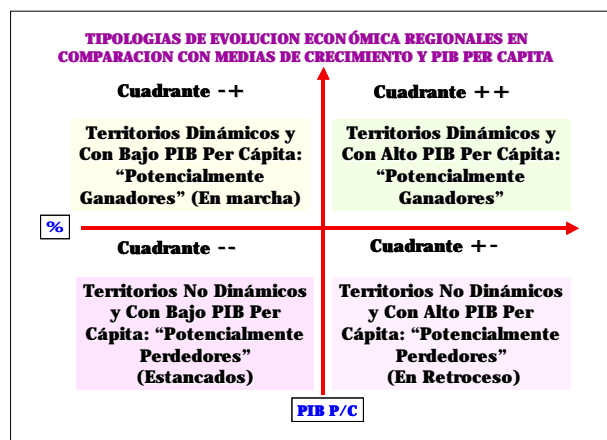 TIPOLOGIAS DE EVOLUCION ECONÓMICA REGIONALES EN
COMPARACION CON MEDIAS DE CRECIMIENTO Y PIB PER CAPITA
Cuadrante -+
Territorios Dinámicos y
Con Bajo PIB Per Cápita:
“Potencialmente
Ganadores” (En marcha)
Cuadrante ++
Territorios Dinámicos y
Con Alto PIB Per Cápita:
“Potencialmente
Ganadores”
%
Cuadrante --
Territorios No Dinámicos
y Con Bajo PIB Per
Cápita: “Potencialmente
Perdedores”
(Estancados)
Cuadrante +-
Territorios No Dinámicos
y Con Alto PIB Per
Cápita: “Potencialmente
Perdedores”
(En Retroceso)
PIB P/C